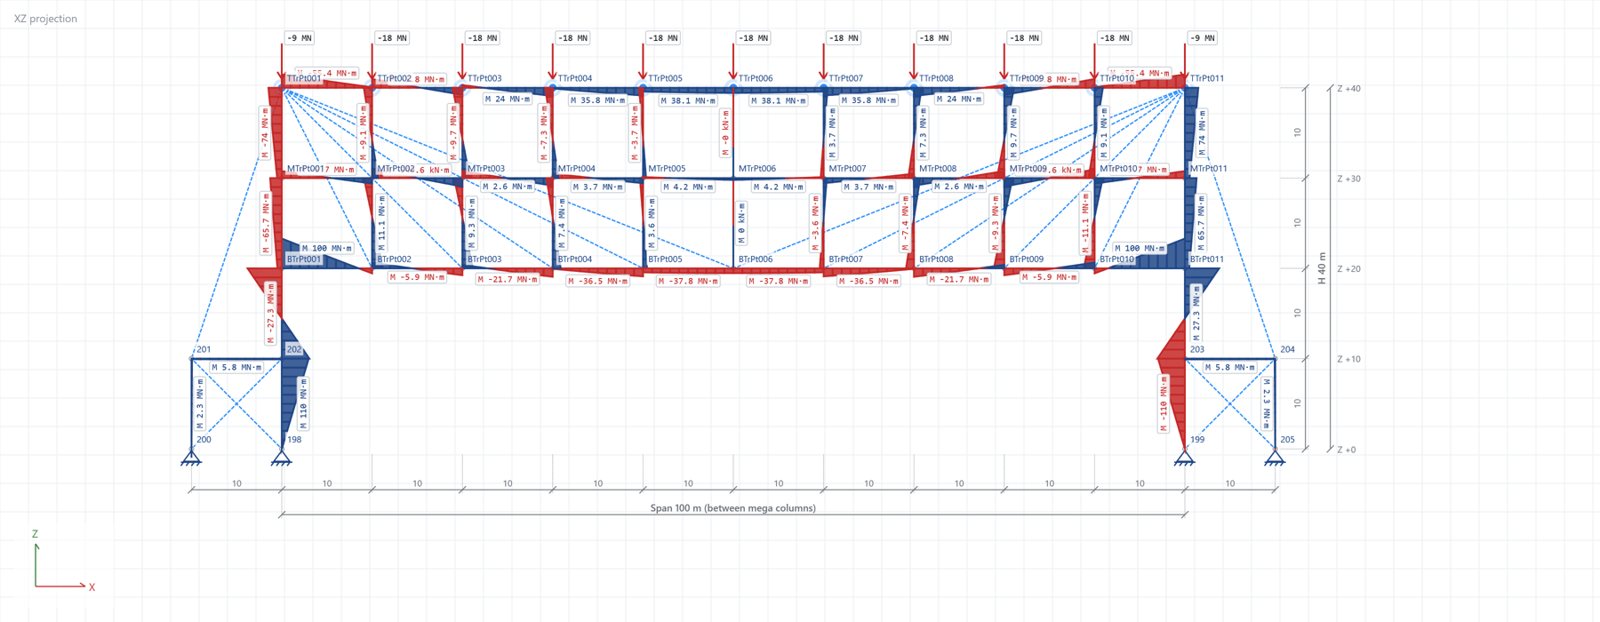 XZ projection
-9 MN
-18 MN
-18 MN
-18 MN
-18 MN
-18 MN
-18 MN
-18 MN
-18 MN
-18 MN
-9 MN
TTrPt001
TTrPt002
TTrPt003
TTrPt004
TTrPt005
TTrPt006
TTrPt007
TTrPt008
TTrPt009
TTrPt010
TTrPt011
Z +40
M 24 MN·m
M 35.8 MN·m
M 38.1 MN·m
M 38.1 MN·m
M 35.8 MN·m
M 24 MN·m
M -74 MN·m
M -9.1 MN·m
M -9.7 MN·m
M -7.3 MN·m
M -3.7 MN·m
M -0 kN·m
M 3.7 MN·m
M 7.3 MN·m
M 9.7 MN·m
M 9.1 MN·m
M 74 MN·m
10
MTrPt001
MTrPt002
MTrPt003
MTrPt004
MTrPt005
MTrPt006
MTrPt007
MTrPt008
MTrPt009
MTrPt010
MTrPt011
Z +30
M 2.6 MN·m
M 3.7 MN·m
M 4.2 MN·m
M 4.2 MN·m
M 3.7 MN·m
M 2.6 MN·m
M -65.7 MN·m
M 11.1 MN·m
M 9.3 MN·m
M 7.4 MN·m
M 3.6 MN·m
M 0 kN·m
M -3.6 MN·m
M -7.4 MN·m
M -9.3 MN·m
M -11.1 MN·m
M 65.7 MN·m
10
M 100 MN·m
M 100 MN·m
BTrPt001
BTrPt002
BTrPt003
BTrPt004
BTrPt005
BTrPt006
BTrPt007
BTrPt008
BTrPt009
BTrPt010
BTrPt011
Z +20
H 40 m
M -5.9 MN·m
M -21.7 MN·m
M -36.5 MN·m
M -37.8 MN·m
M -37.8 MN·m
M -36.5 MN·m
M -21.7 MN·m
M -5.9 MN·m
M -27.3 MN·m
M 27.3 MN·m
10
201
202
203
204
Z +10
M 5.8 MN·m
M 5.8 MN·m
M 2.3 MN·m
M 110 MN·m
M -110 MN·m
M 2.3 MN·m
10
200
198
199
205
Z +0
10
10
10
10
10
10
10
10
10
10
10
10
Span 100 m (between mega columns)
Z
X